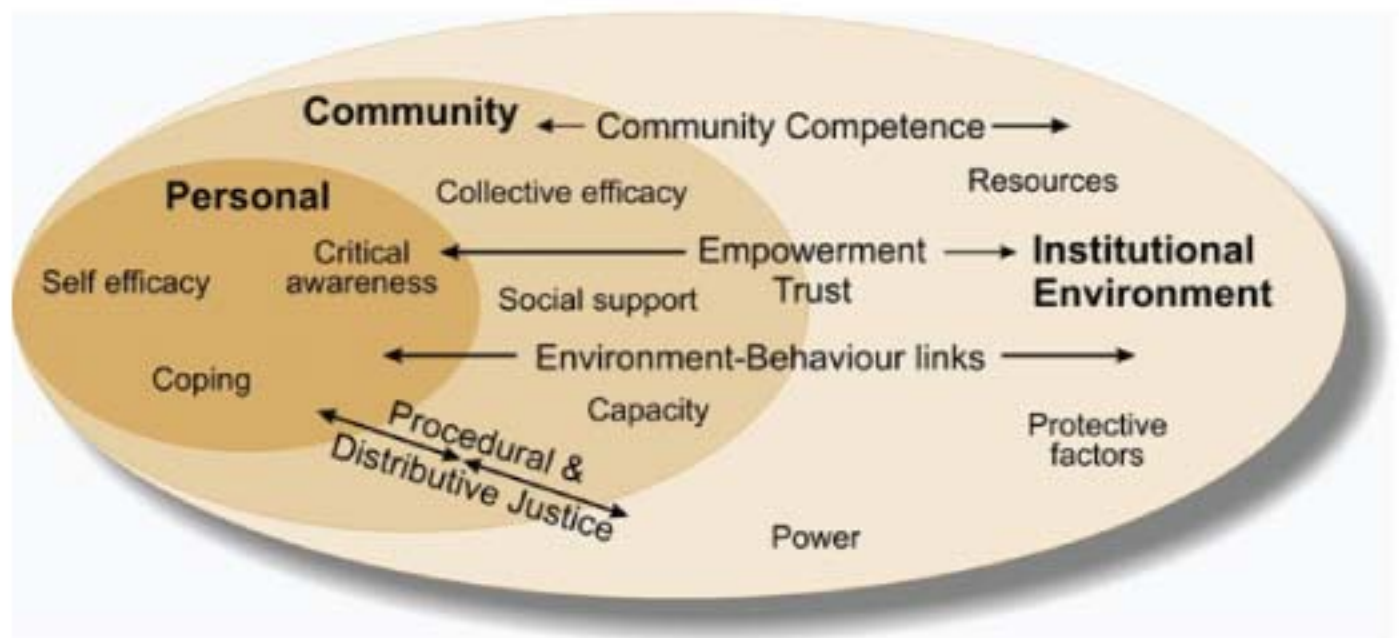 Community
Community Competence
Personal
Collective efficacy
Resources
Critical
awareness
Self efficacy
Empowerment
Trust
Institutional
Environment
Social support
Environment-Behaviour links
Coping
Capacity
Procedural &
Distributive Justice
Protective
factors
Power